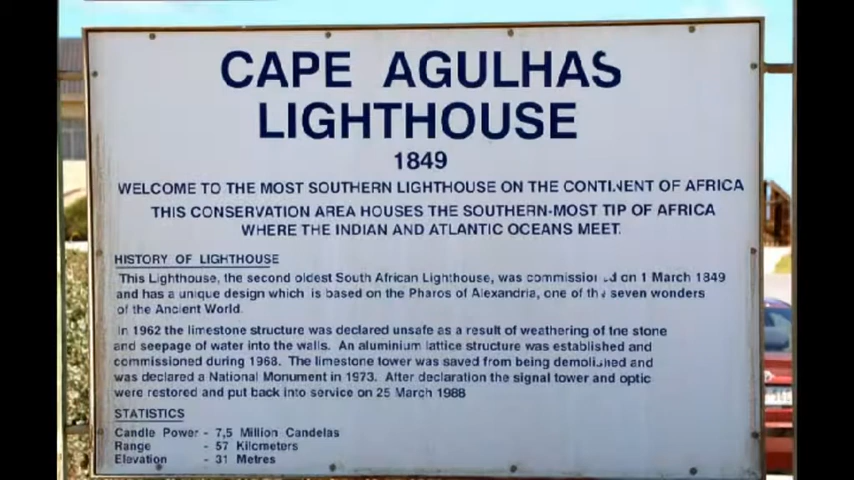 CAPE AGULHAS
LIGHTHOUSE
1849
WELCOME TO THE MOST SOUTHERN LIGHTHOUSE ON THE CONTINENT OF AFRICA
THIS CONSERVATION AREA HOUSES THE SOUTHERN-MOST TIP OF AFRICA
WHERE THE INDIAN AND ATLANTIC OCEANS MEET.
HISTORY OF LIGHTHOUSE
This Lighthouse, the second oldest South African Lighthouse, was commissioned on 1 March 1849
and has a unique design which is based on the Pharos of Alexandria, one of the seven wonders
of the Ancient World.
In 1962 the limestone structure was declared unsafe as a result of weathering of the stone
and seepage of water into the walls. An aluminium lattice structure was established and
commissioned during 1968. The limestone tower was saved from being demolished and
was declared a National Monument in 1973. After declaration the signal tower and optic
were restored and put back into service on 25 March 1988
STATISTICS
Candle Power - 7,5 Million Candelas
Range - 57 Kilometers
Elevation - 31 Metres